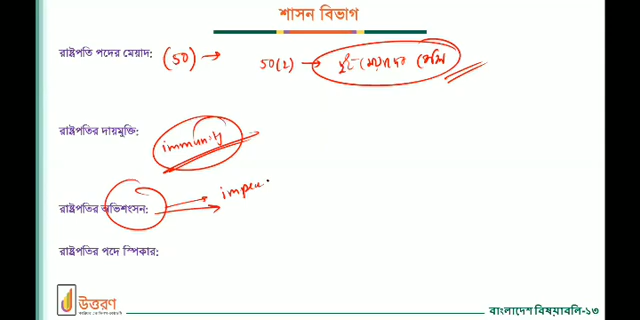 শাসন বিভাগ
রাষ্ট্রপতি পদের মেয়াদ: (50) → 50(2) →
রাষ্ট্রপতির দায়মুক্তি: immunity
রাষ্ট্রপতির অভিশংসন: impea
রাষ্ট্রপতির পদে স্পিকার:
উত্তরণ
বাংলাদেশ বিষয়াবলি-১৩